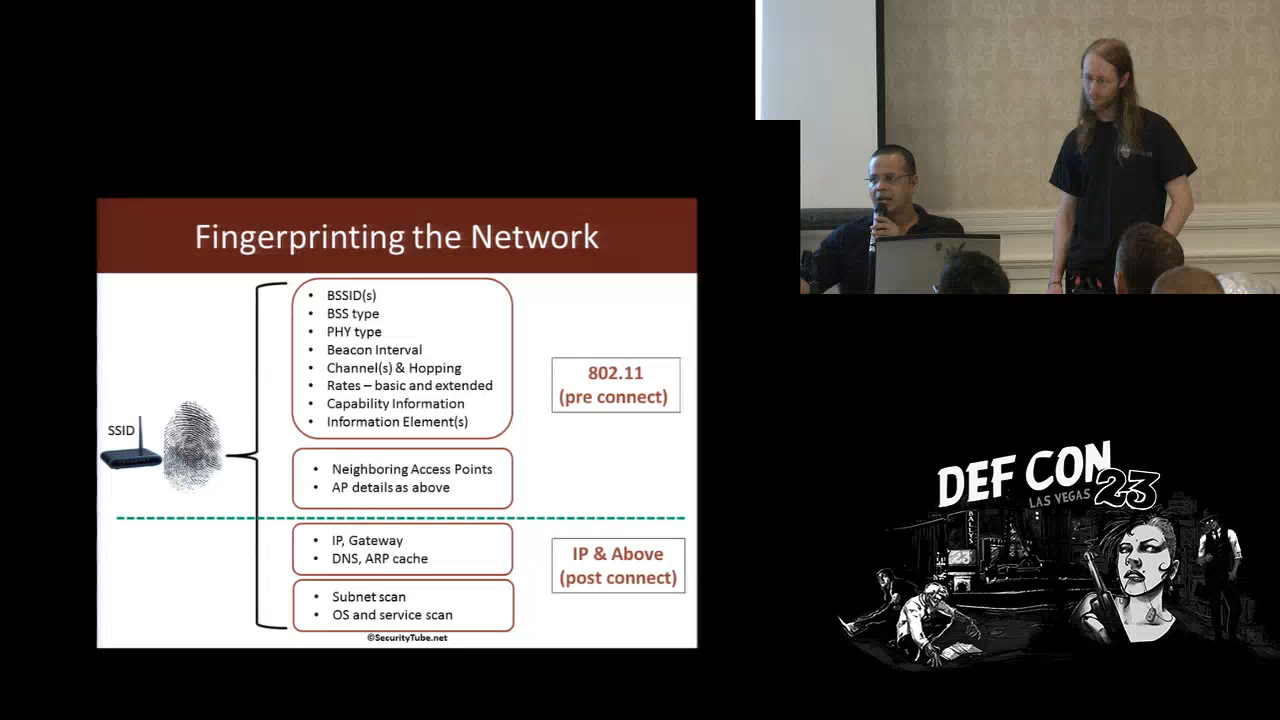 Fingerprinting the Network
SSID
• BSSID(s)
• BSS type
• PHY type
• Beacon Interval
• Channel(s) & Hopping
• Rates – basic and extended
• Capability Information
• Information Element(s)
802.11
(pre connect)
• Neighboring Access Points
• AP details as above
• IP, Gateway
• DNS, ARP cache
IP & Above
(post connect)
• Subnet scan
• OS and service scan
©SecurityTube.net
DEF CON
LAS VEGAS 23
BALLYS
23